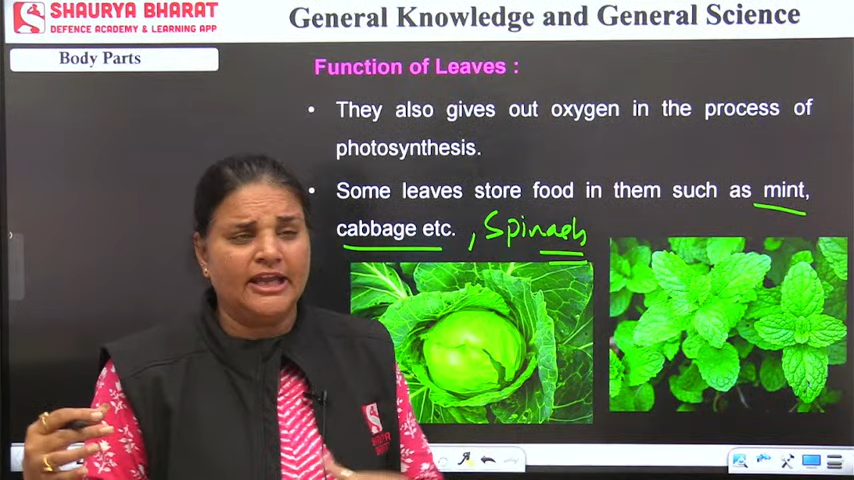 SHAURYA BHARAT
DEFENCE ACADEMY & LEARNING APP
General Knowledge and General Science
Body Parts
Function of Leaves :
• They also gives out oxygen in the process of
photosynthesis.
• Some leaves store food in them such as mint,
cabbage etc. , Spinach